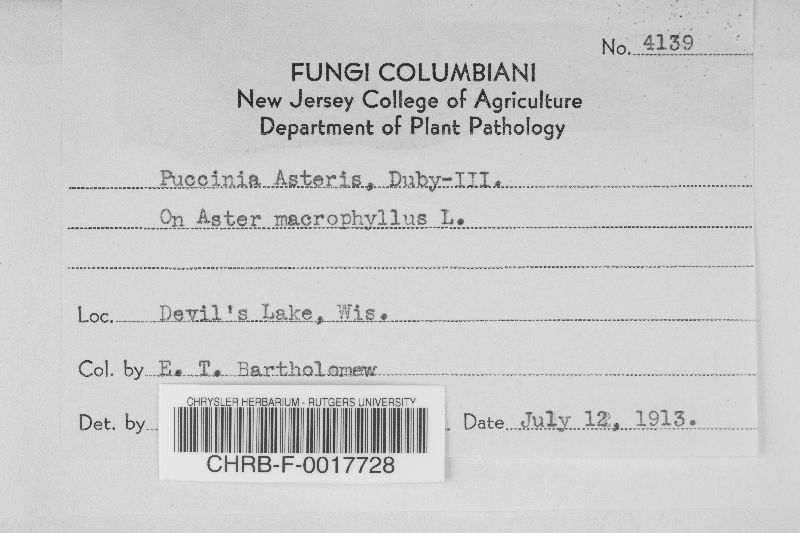 No. 4139
FUNGI COLUMBIANI
New Jersey College of Agriculture
Department of Plant Pathology
Puccinia Asteris, Duby-III.
On Aster macrophyllus L.
Loc. Devil's Lake, Wis.
Col. by E. T. Bartholomew
Det. by Date July 12, 1913.
CHRYSLER HERBARIUM - RUTGERS UNIVERSITY
CHRB-F-0017728